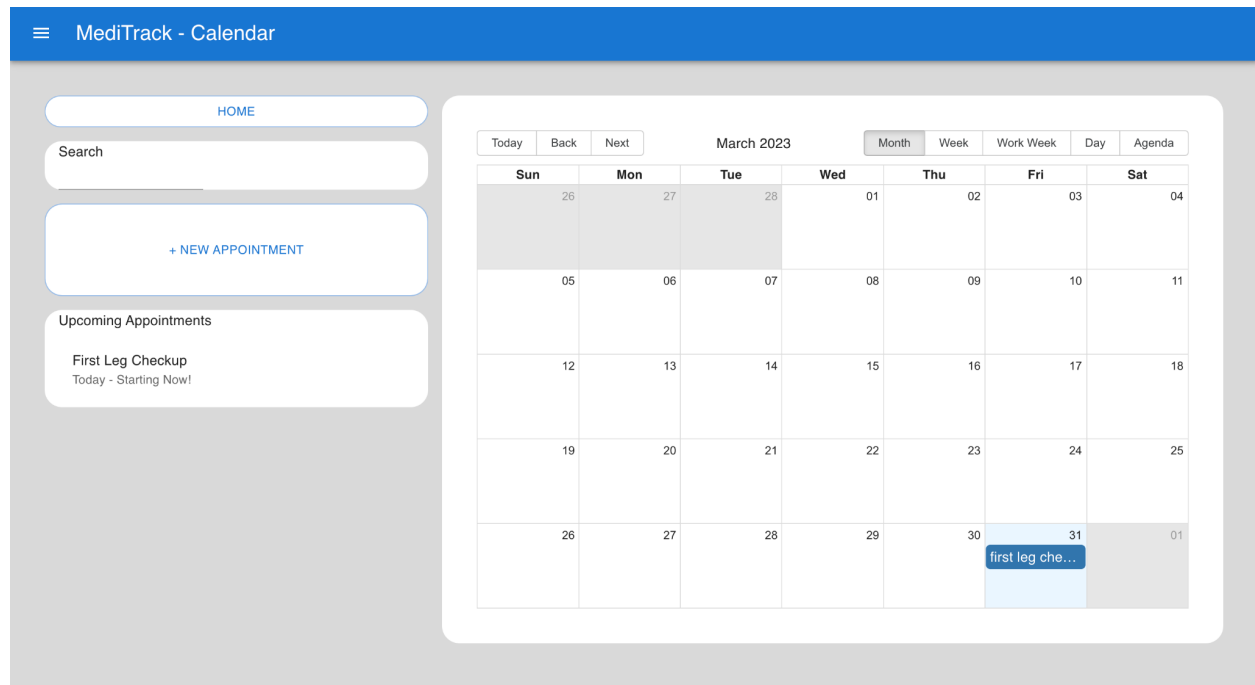 MediTrack - Calendar
HOME
Search
+ NEW APPOINTMENT
Upcoming Appointments
First Leg Checkup
Today - Starting Now!
Today Back Next March 2023 Month Week Work Week Day Agenda
Sun Mon Tue Wed Thu Fri Sat
26 27 28 01 02 03 04
05 06 07 08 09 10 11
12 13 14 15 16 17 18
19 20 21 22 23 24 25
26 27 28 29 30 31 01
first leg che...